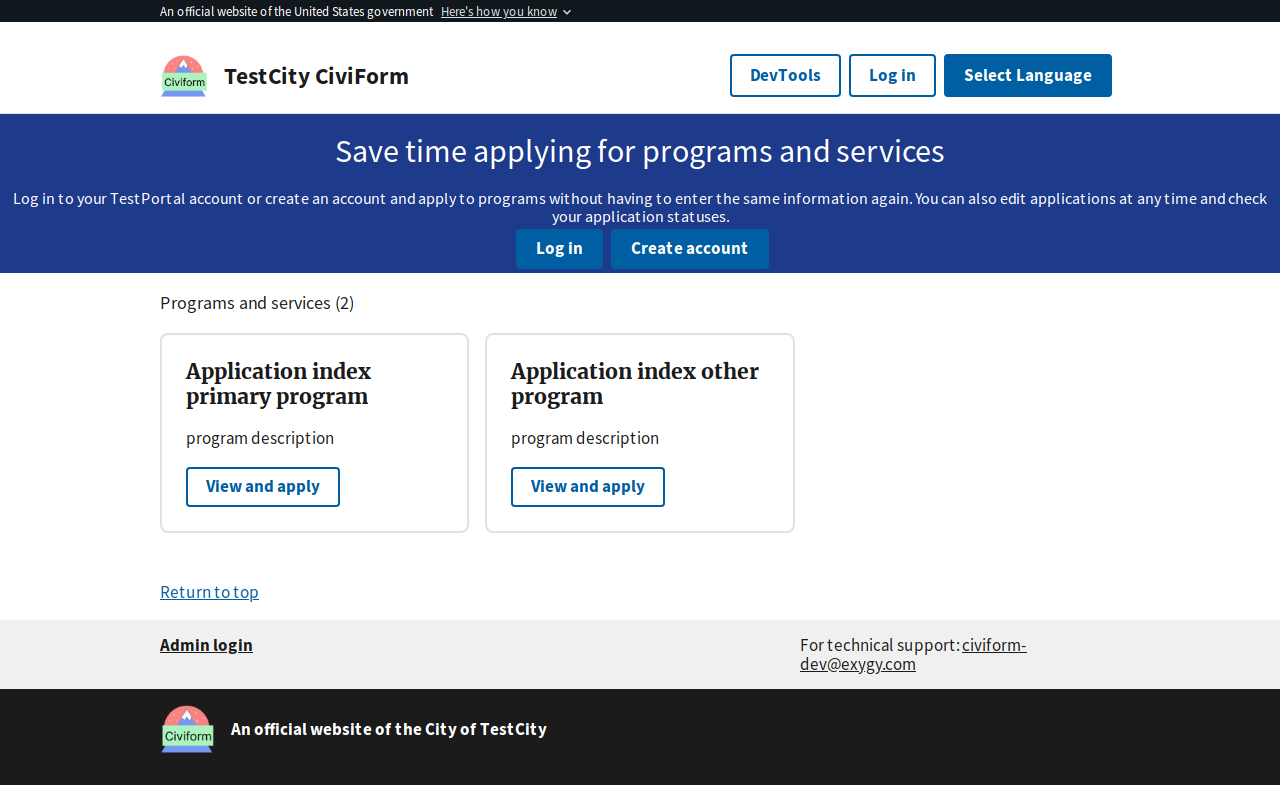 An official website of the United States government Here's how you know
Civiform
TestCity CiviForm
DevTools
Log in
Select Language
Save time applying for programs and services
Log in to your TestPortal account or create an account and apply to programs without having to enter the same information again. You can also edit applications at any time and check
your application statuses.
Log in
Create account
Programs and services (2)
Application index
primary program
program description
View and apply
Application index other
program
program description
View and apply
Return to top
Admin login
For technical support: civiform-
dev@exygy.com
Civiform
An official website of the City of TestCity